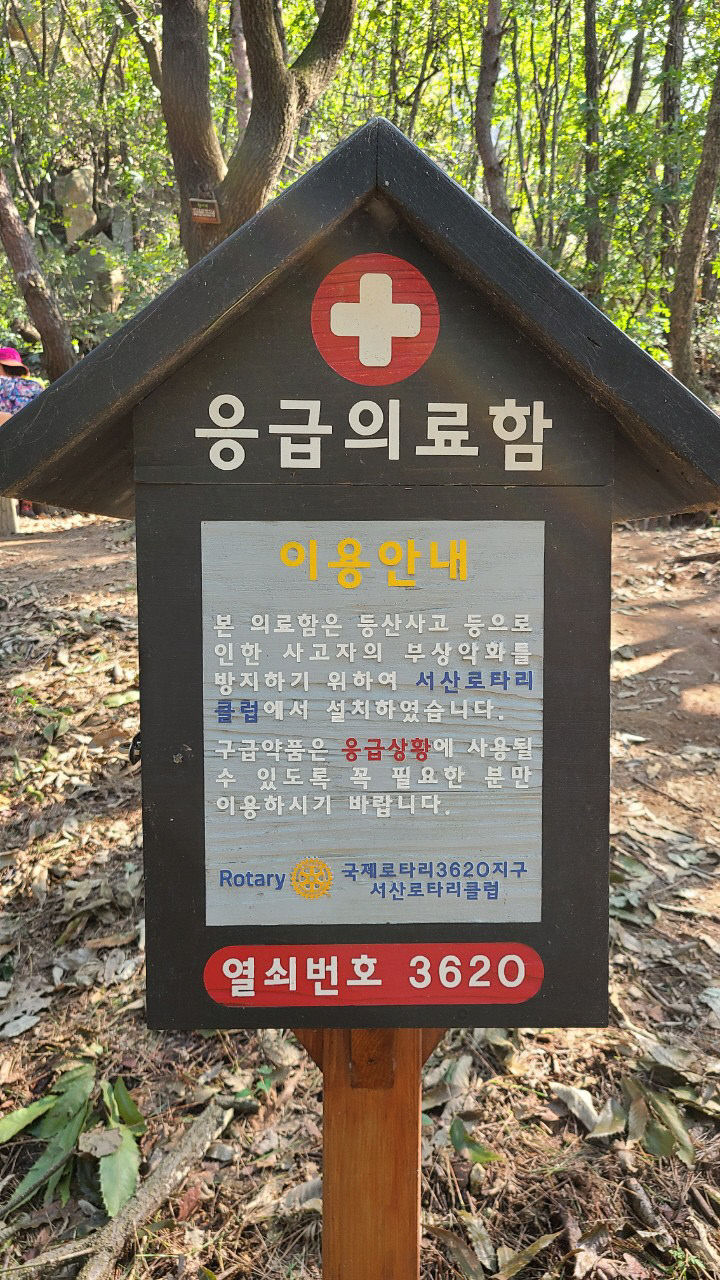 응급의료함
이용안내
본 의료함은 등산사고 등으로
인한 사고자의 부상악화를
방지하기 위하여 서산로타리
클럽에서 설치하였습니다.
구급약품은 응급상황에 사용될
수 있도록 꼭 필요한 분만
이용하시기 바랍니다.
Rotary 국제로타리3620지구
서산로타리클럽
열쇠번호 3620